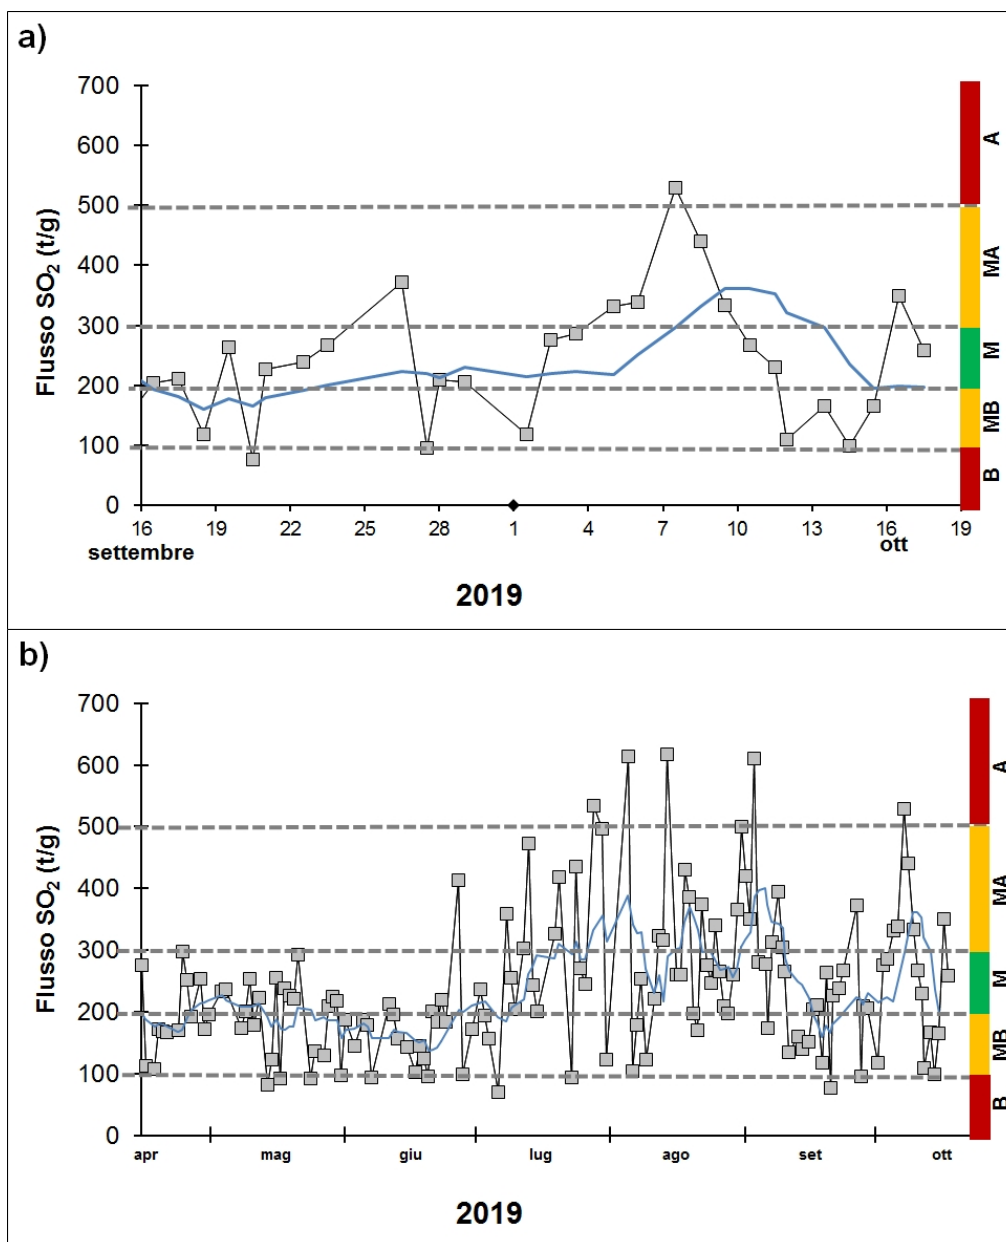 a)
Flusso SO₂ (t/g)
700
600
500
400
300
200
100
0
A
MA
M
MB
B
16 19 22 25 28 1 4 7 10 13 16 19
settembre ott
2019
b)
Flusso SO₂ (t/g)
700
600
500
400
300
200
100
0
A
MA
M
MB
B
apr mag giu lug ago set ott
2019